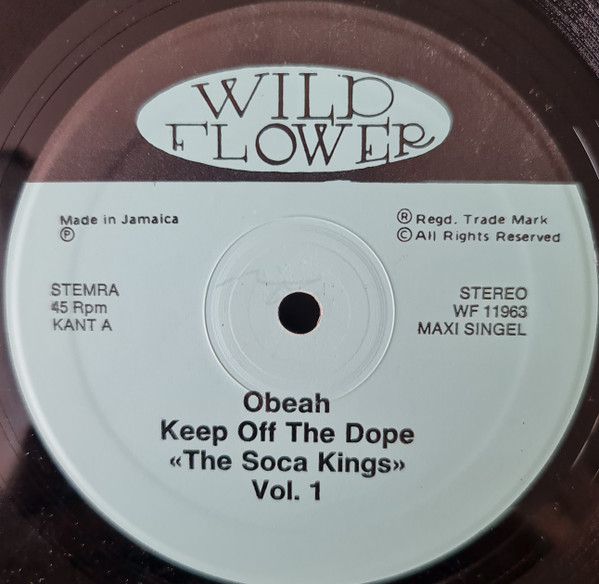 WILD
FLOWER
Made in Jamaica
Ⓟ
® Regd. Trade Mark
© All Rights Reserved
STEMRA
45 Rpm
KANT A
STEREO
WF 11963
MAXI SINGEL
Obeah
Keep Off The Dope
«The Soca Kings»
Vol. 1